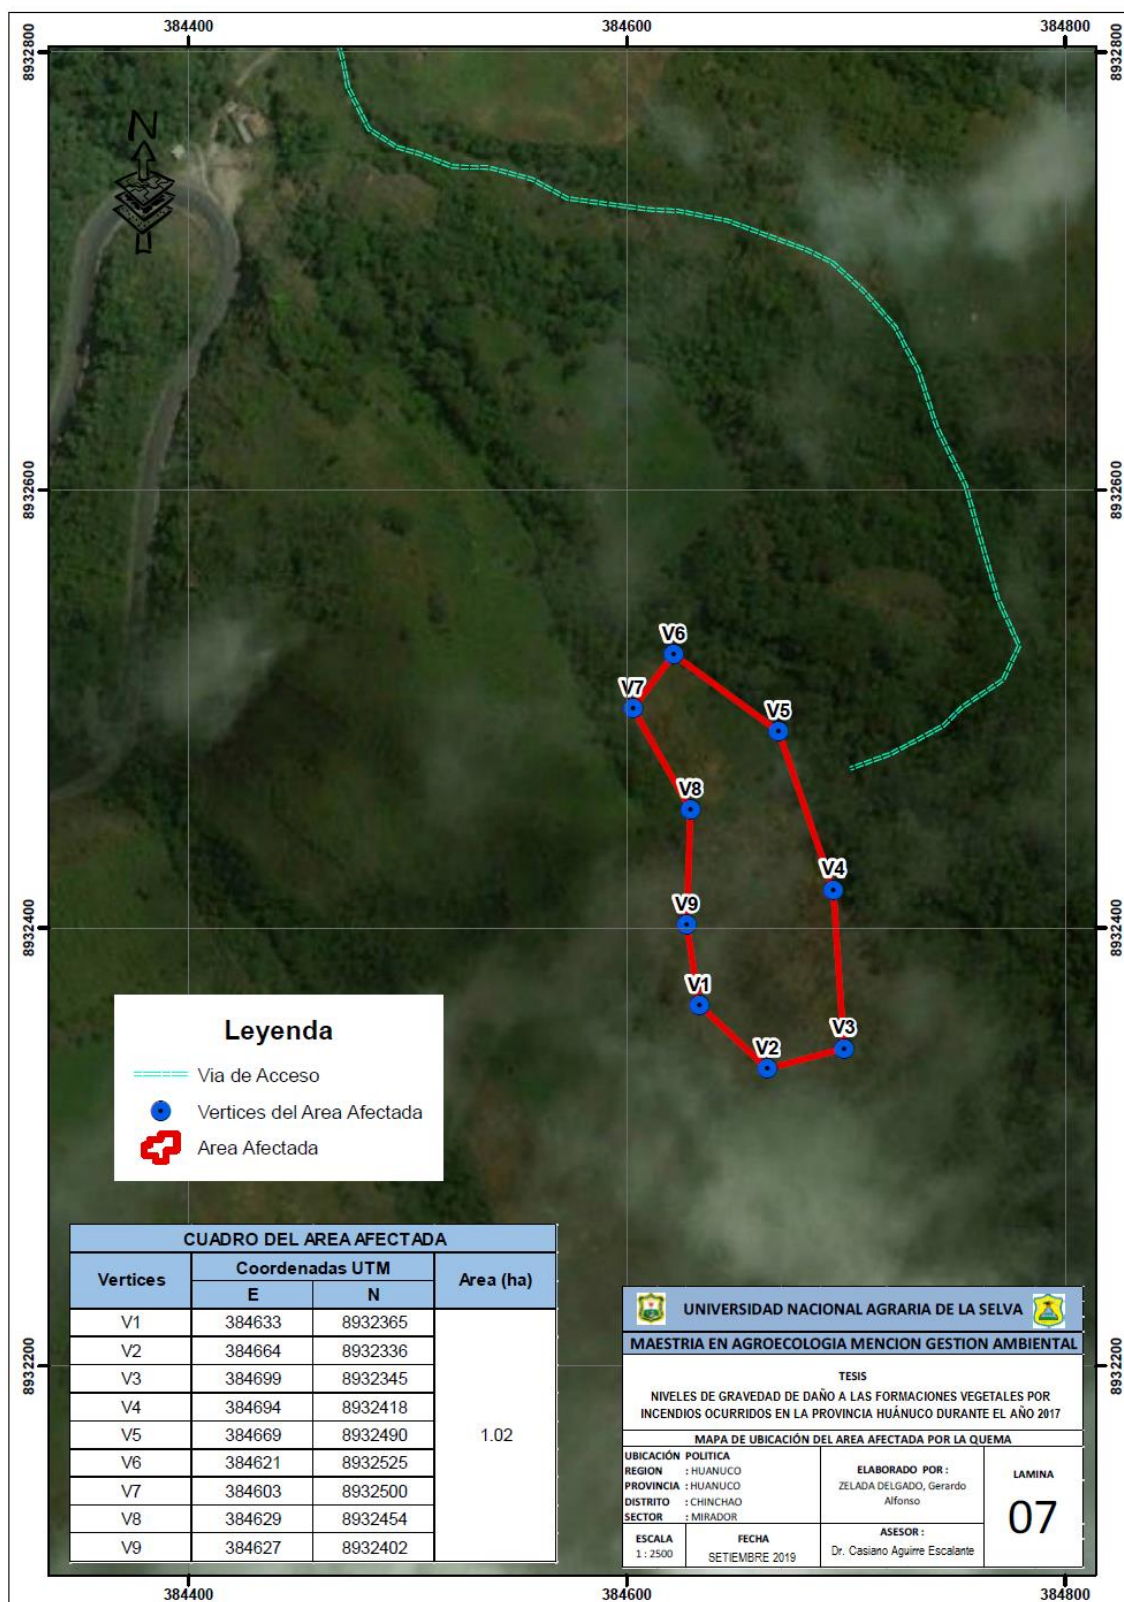 384400 384600 384800
8932800 8932800
N
8932600 8932600
V6
V7
V5
V8
V4
V9
8932400 8932400
V1
V3
V2
Leyenda
Via de Acceso
Vertices del Area Afectada
Area Afectada
CUADRO DEL AREA AFECTADA
Vertices Coordenadas UTM Area (ha)
E N
V1 384633 8932365
V2 384664 8932336
V3 384699 8932345
V4 384694 8932418
V5 384669 8932490 1.02
V6 384621 8932525
V7 384603 8932500
V8 384629 8932454
V9 384627 8932402
8932200 8932200
UNIVERSIDAD NACIONAL AGRARIA DE LA SELVA
MAESTRIA EN AGROECOLOGIA MENCION GESTION AMBIENTAL
TESIS
NIVELES DE GRAVEDAD DE DAÑO A LAS FORMACIONES VEGETALES POR
INCENDIOS OCURRIDOS EN LA PROVINCIA HUÁNUCO DURANTE EL AÑO 2017
MAPA DE UBICACIÓN DEL AREA AFECTADA POR LA QUEMA
UBICACIÓN POLITICA
REGION : HUANUCO
PROVINCIA : HUANUCO
DISTRITO : CHINCHAO
SECTOR : MIRADOR
ELABORADO POR :
ZELADA DELGADO, Gerardo
Alfonso
LAMINA
07
ESCALA
1 : 2500
FECHA
SETIEMBRE 2019
ASESOR :
Dr. Casiano Aguirre Escalante
384400 384600 384800